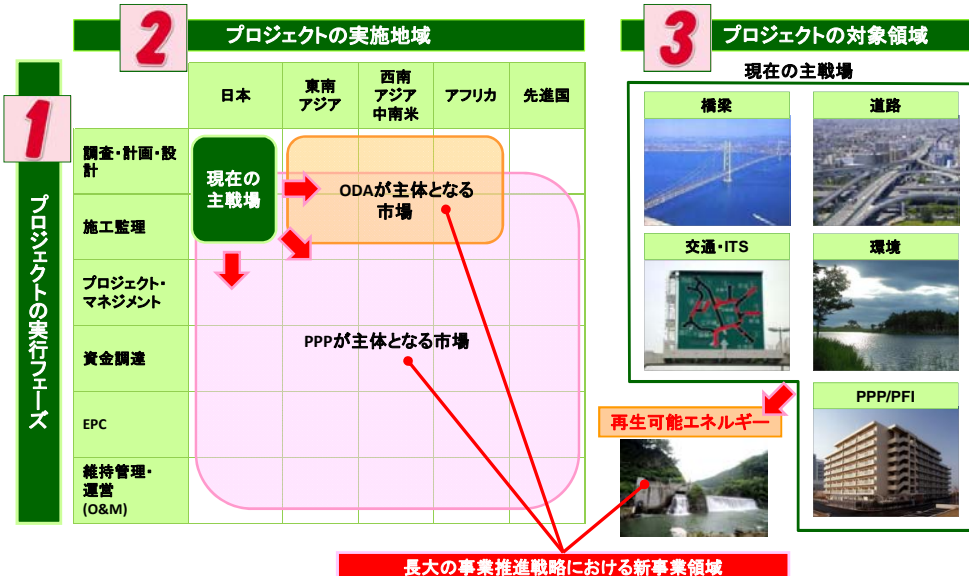 2
プロジェクトの実施地域
3
プロジェクトの対象領域
1
プロジェクトの実行フェーズ
日本
東南
アジア
西南
アジア
中南米
アフリカ
先進国
調査・計画・設
計
施工監理
プロジェクト・
マネジメント
資金調達
EPC
維持管理・
運営
(O&M)
現在の
主戦場
ODAが主体となる
市場
PPPが主体となる市場
現在の主戦場
橋梁
道路
交通・ITS
環境
PPP/PFI
再生可能エネルギー
長大の事業推進戦略における新事業領域